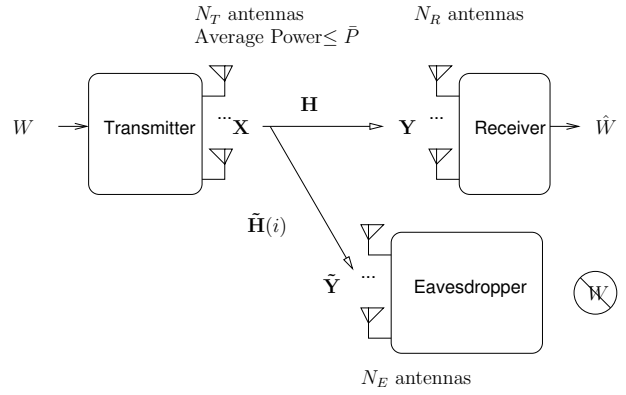 N_T antennas
Average Power≤ P̄
N_R antennas
W
Transmitter
...
X
H
Y
...
Receiver
Ŵ
H̃(i)
Ỹ
...
Eavesdropper
W
N_E antennas